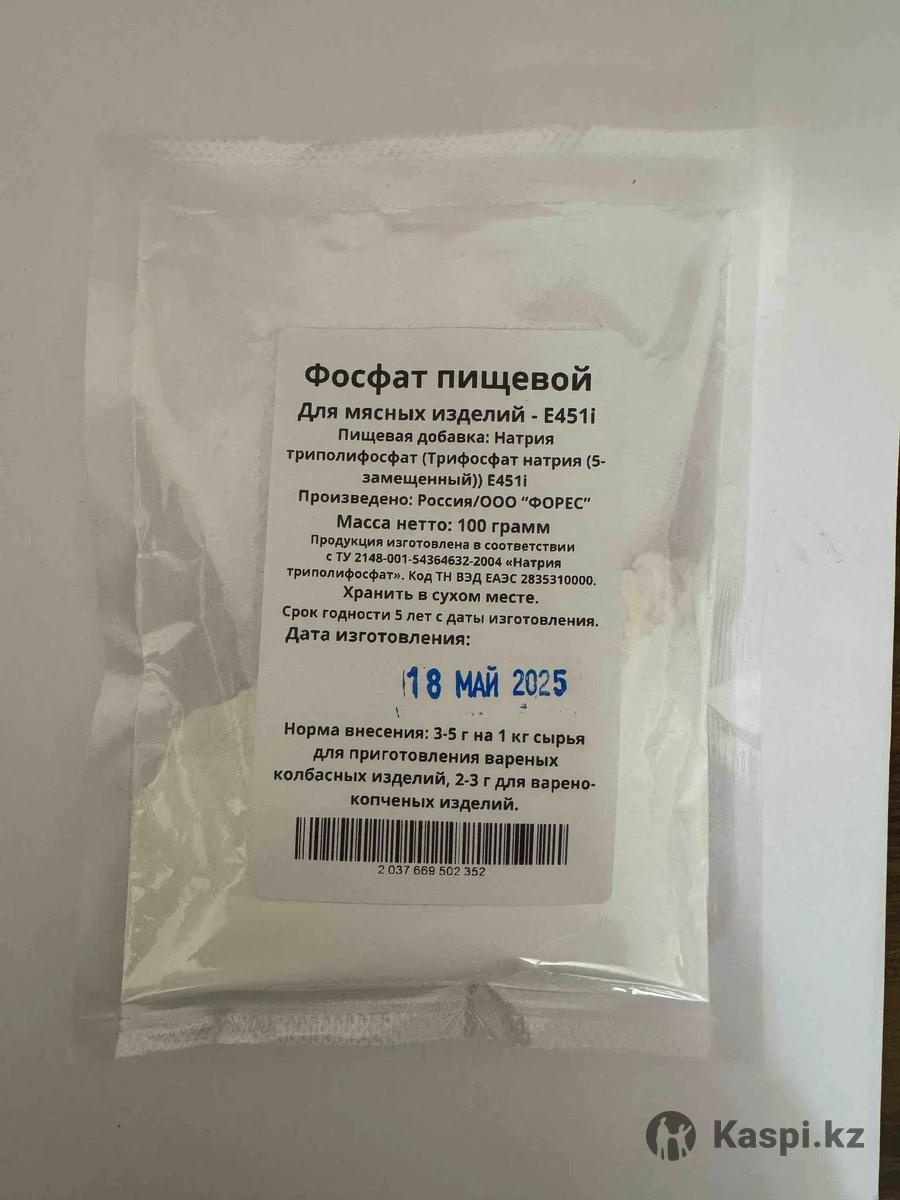 Фосфат пищевой
Для мясных изделий - Е451i
Пищевая добавка: Натрия
триполифосфат (Трифосфат натрия (5-
замещенный)) Е451i
Произведено: Россия/ООО “ФОРЕС”
Масса нетто: 100 грамм
Продукция изготовлена в соответствии
с ТУ 2148-001-54364632-2004 «Натрия
триполифосфат». Код ТН ВЭД ЕАЭС 2835310000.
Хранить в сухом месте.
Срок годности 5 лет с даты изготовления.
Дата изготовления:
18 МАЙ 2025
Норма внесения: 3-5 г на 1 кг сырья
для приготовления вареных
колбасных изделий, 2-3 г для варено-
копченых изделий.
2 037 669 502 352
Kaspi.kz